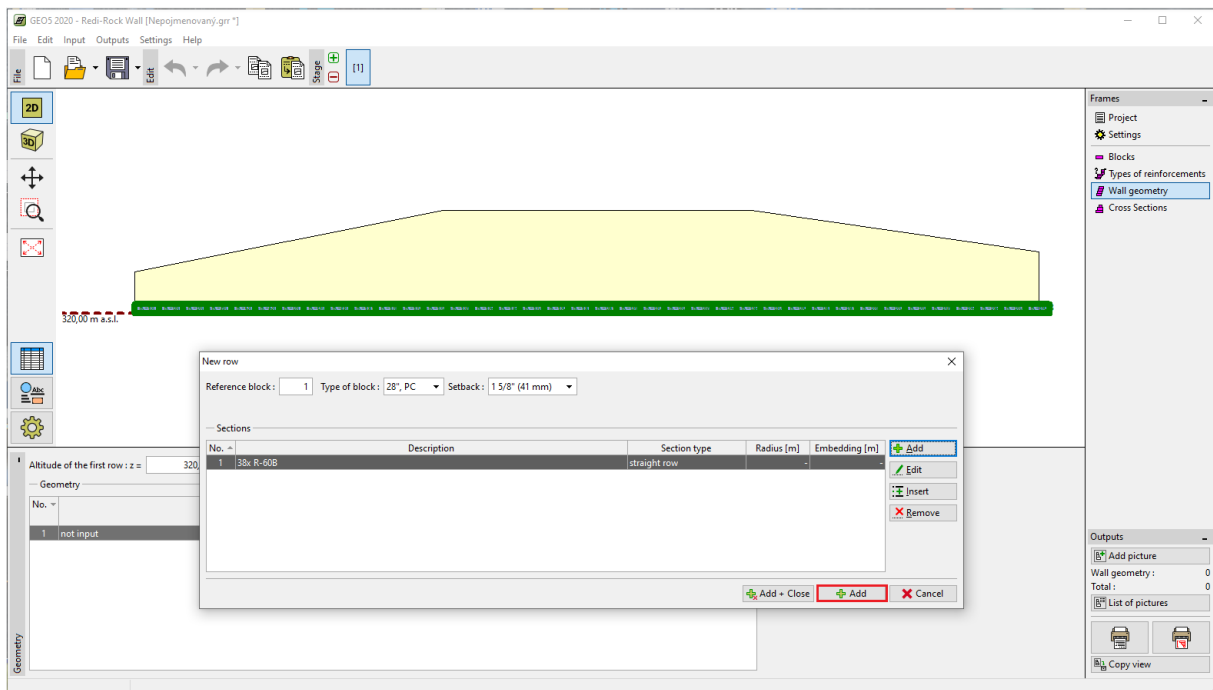 GEO5 2020 - Redi-Rock Wall [Nepojmenovaný.grr *]
File Edit Input Outputs Settings Help
File
Edit
Stage
[1]
2D
3D
Abc
320,00 m a.s.l.
Frames
Project
Settings
Blocks
Types of reinforcements
Wall geometry
Cross Sections
New row
Reference block : 1 Type of block : 28", PC Setback : 1 5/8" (41 mm)
Sections
No. Description Section type Radius [m] Embedding [m]
1 38x R-60B straight row - -
Add
Edit
Insert
Remove
Add + Close Add Cancel
Altitude of the first row : z = 320,
Geometry
No.
1 not input
Geometry
Outputs
Add picture
Wall geometry : 0
Total : 0
List of pictures
Copy view